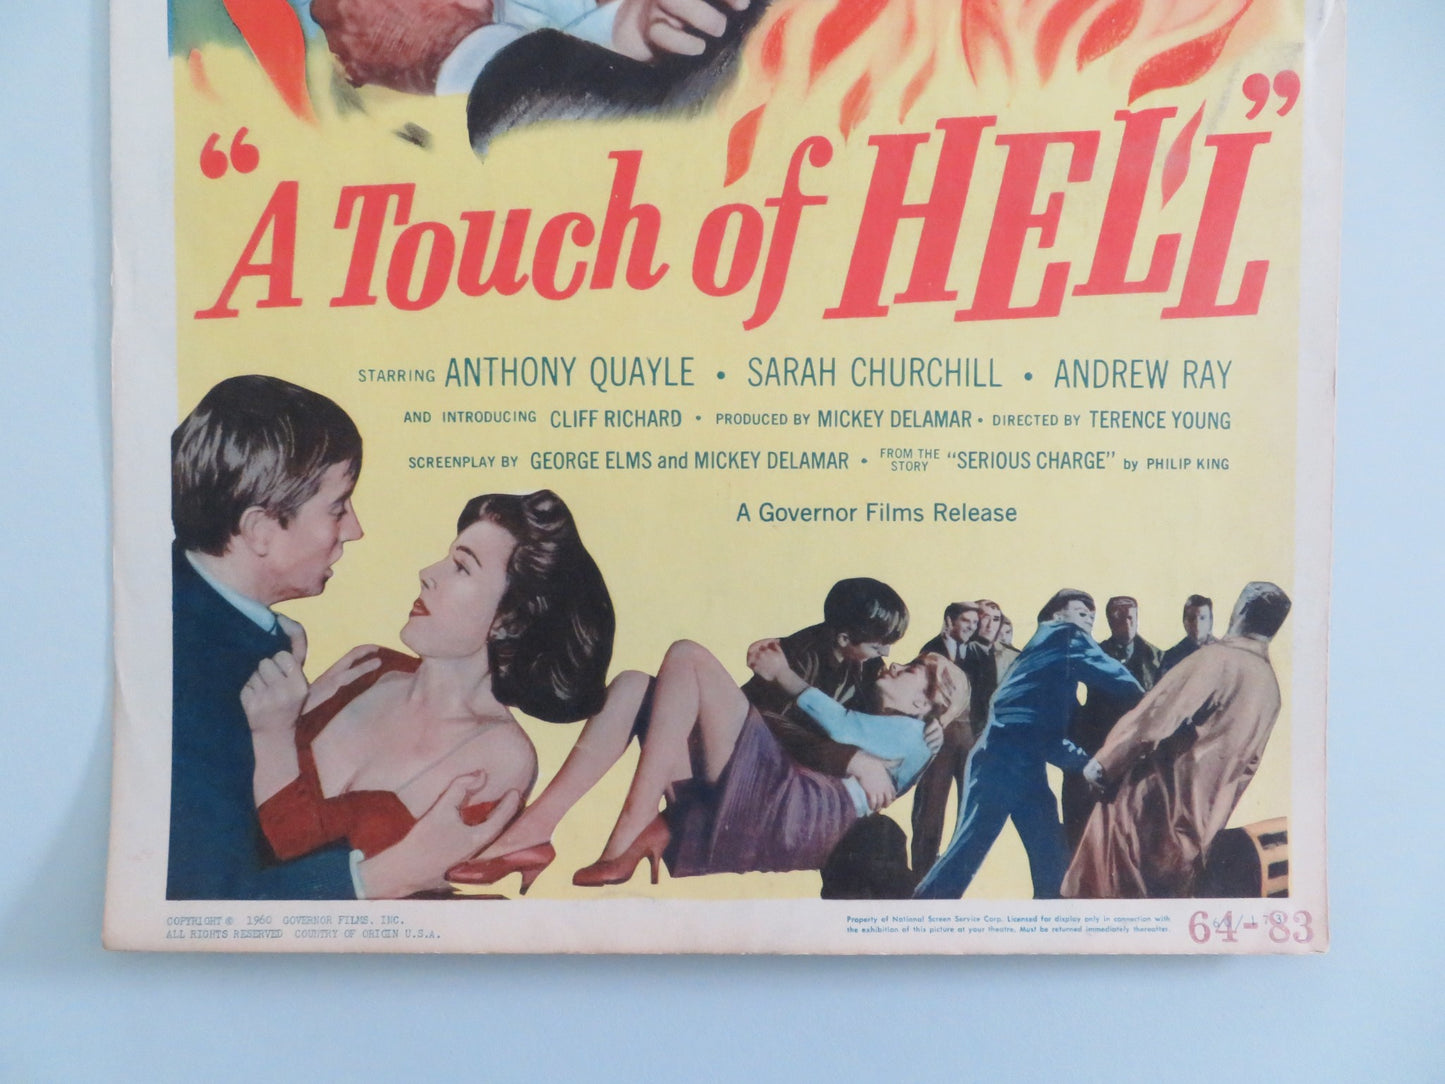 "A Touch of HELL"
STARRING ANTHONY QUAYLE • SARAH CHURCHILL • ANDREW RAY
AND INTRODUCING CLIFF RICHARD • PRODUCED BY MICKEY DELAMAR • DIRECTED BY TERENCE YOUNG
SCREENPLAY BY GEORGE ELMS and MICKEY DELAMAR • FROM THE STORY "SERIOUS CHARGE" by PHILIP KING
A Governor Films Release
COPYRIGHT © 1960 GOVERNOR FILMS, INC.
ALL RIGHTS RESERVED COUNTRY OF ORIGIN U.S.A.
Property of National Screen Service Corp. Licensed for display only in connection with
the exhibition of this picture at your theatre. Must be returned immediately thereafter.
64-83